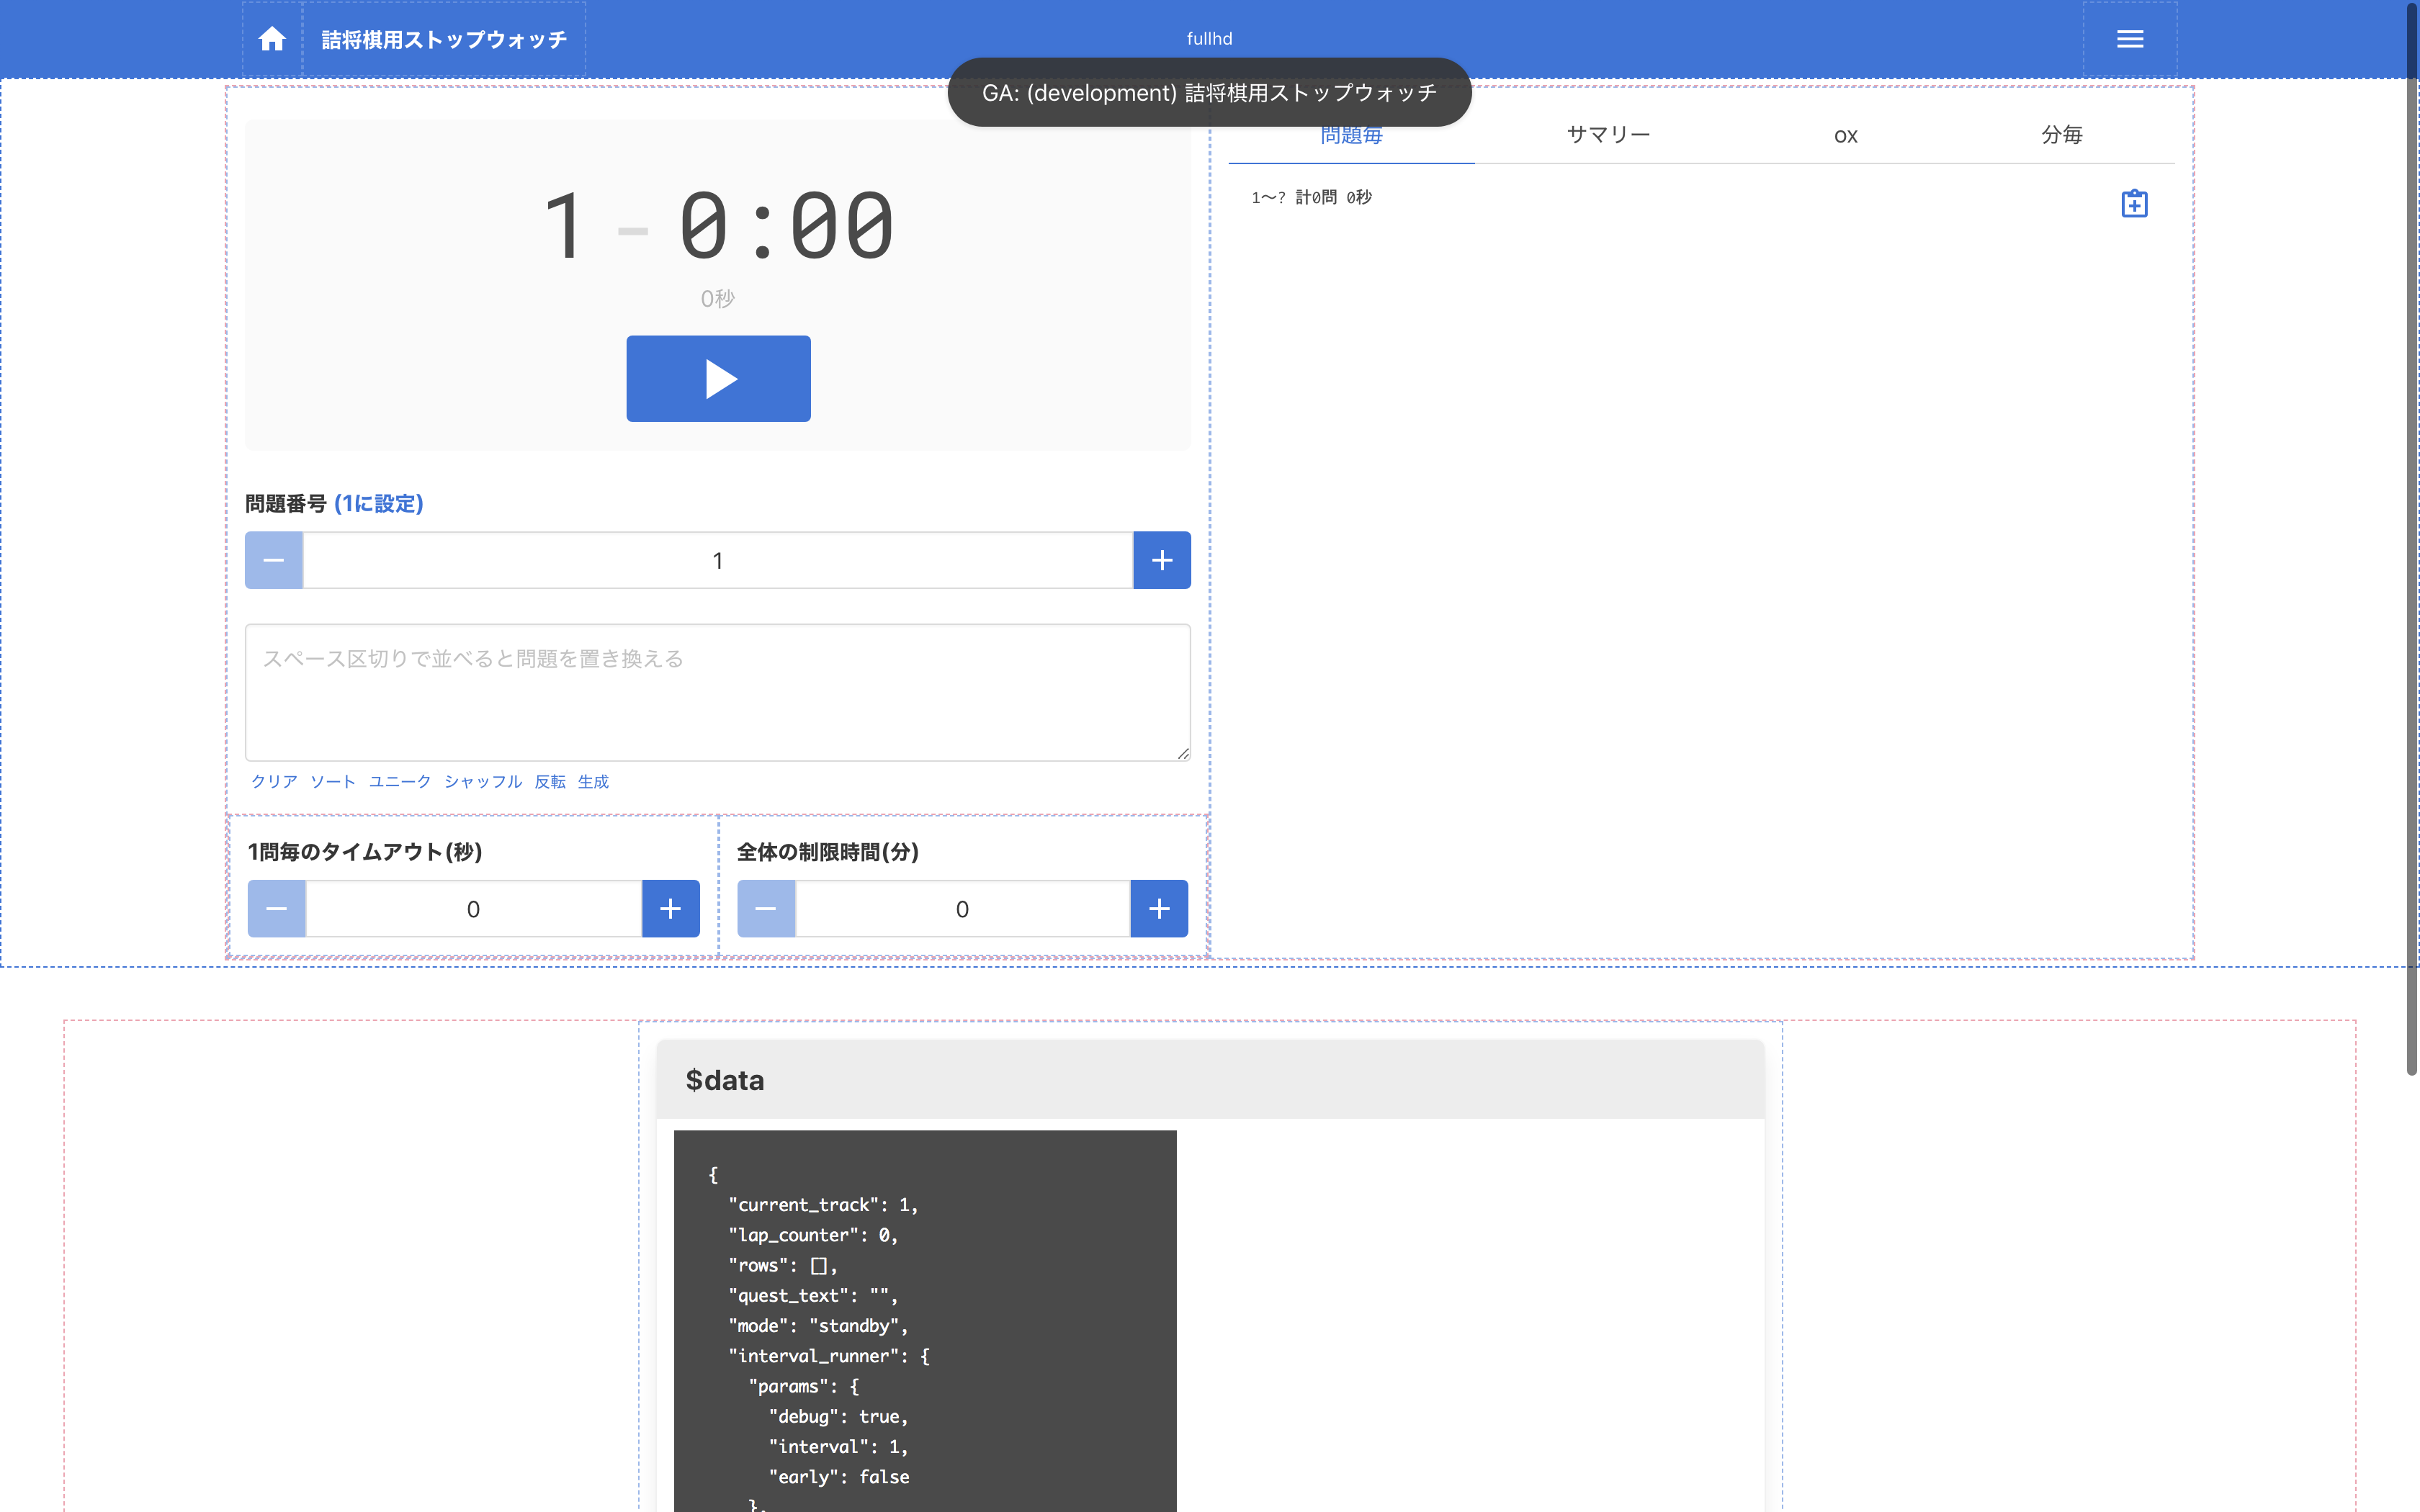 詰将棋用ストップウォッチ
fullhd
GA: (development) 詰将棋用ストップウォッチ
1 - 0:00
0秒
問題番号 (1に設定)
1
スペース区切りで並べると問題を置き換える
クリア ソート ユニーク シャッフル 反転 生成
1問毎のタイムアウト(秒)
0
全体の制限時間(分)
0
問題毎 サマリー ox 分毎
1〜? 計0問 0秒
$data
{
"current_track": 1,
"lap_counter": 0,
"rows": [],
"quest_text": "",
"mode": "standby",
"interval_runner": {
"params": {
"debug": true,
"interval": 1,
"early": false
},